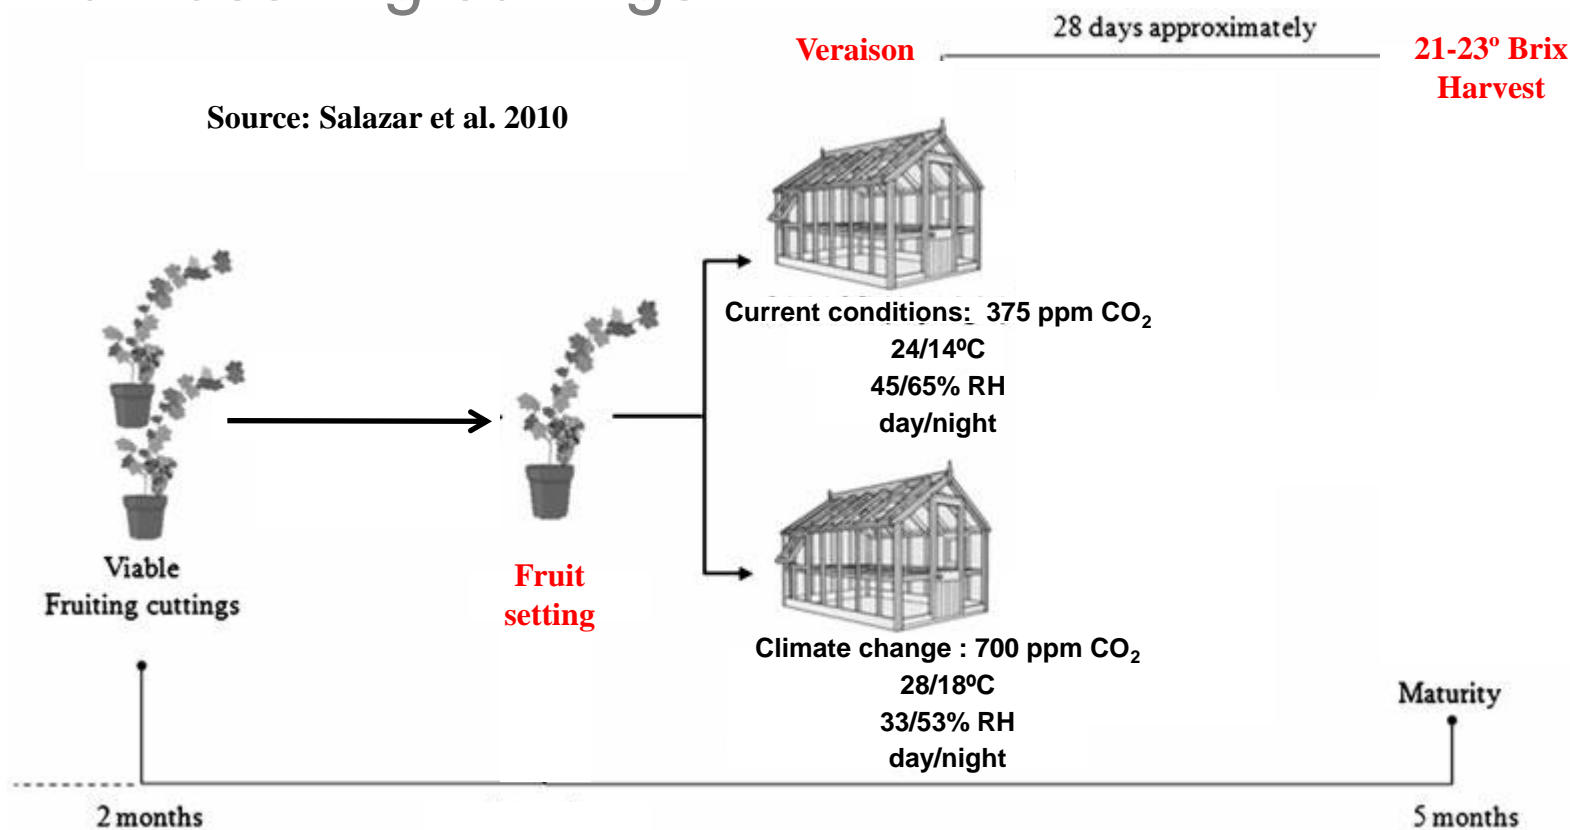 28 days approximately
Veraison
21-23º Brix
Harvest
Source: Salazar et al. 2010
Current conditions: 375 ppm CO₂
24/14ºC
45/65% RH
day/night
Viable
Fruiting cuttings
Fruit
setting
Climate change : 700 ppm CO₂
28/18ºC
33/53% RH
day/night
Maturity
2 months
5 months